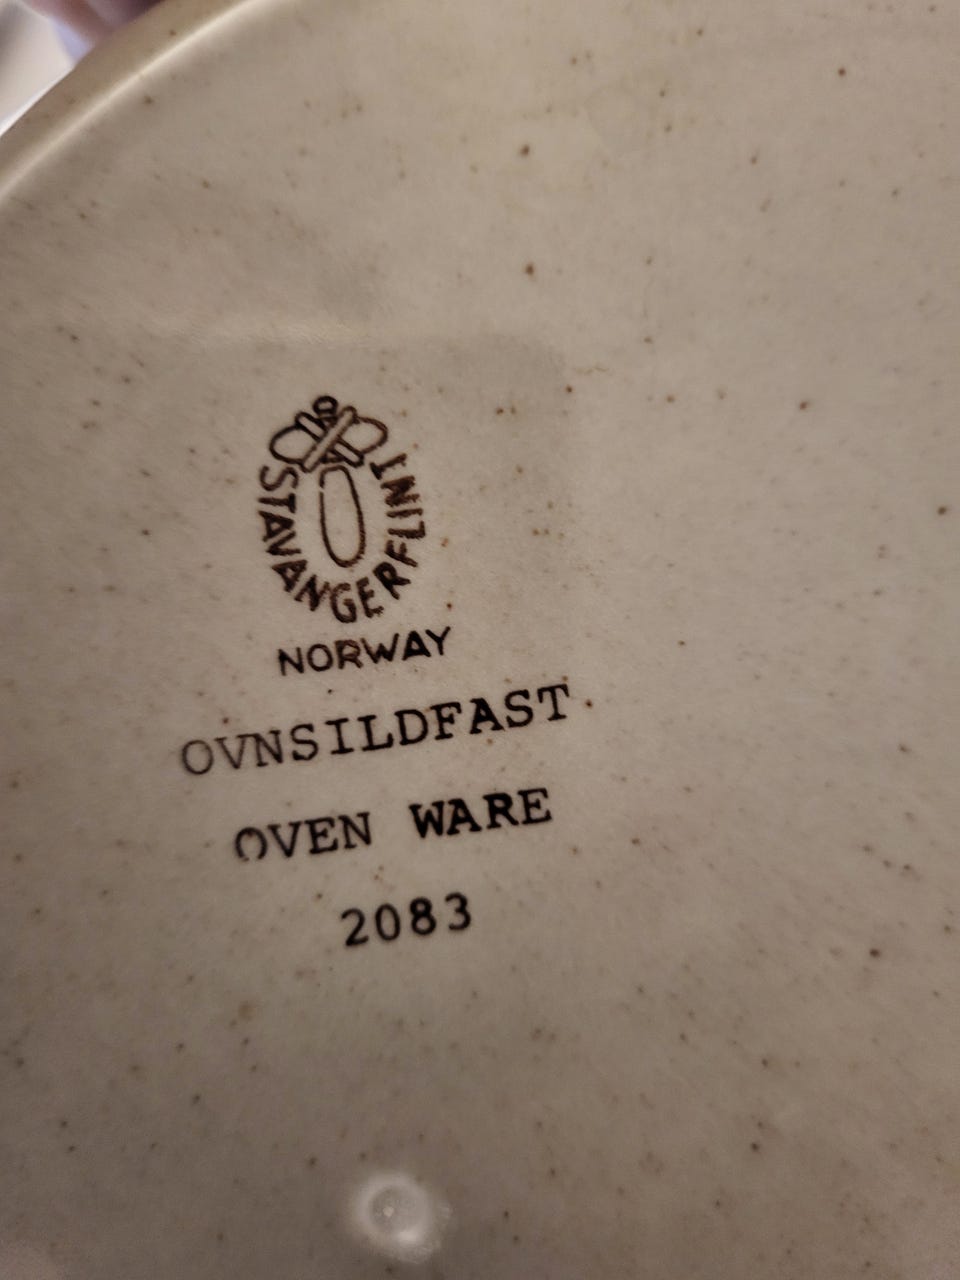 STAVANGERFLINT
NORWAY
OVNSILDFAST
OVEN WARE
2083